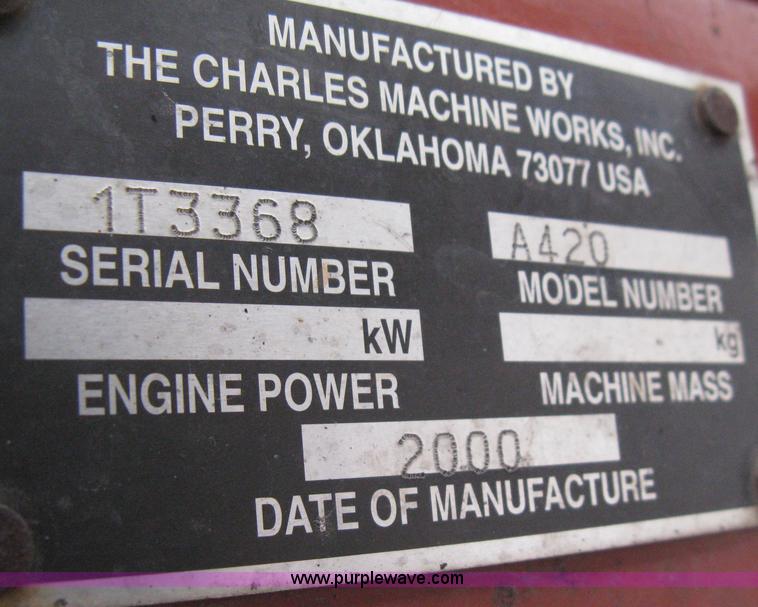 MANUFACTURED BY
THE CHARLES MACHINE WORKS, INC.
PERRY, OKLAHOMA 73077 USA
1T3368
A420
SERIAL NUMBER
MODEL NUMBER
kW
kg
ENGINE POWER
MACHINE MASS
2000
DATE OF MANUFACTURE
www.purplewave.com